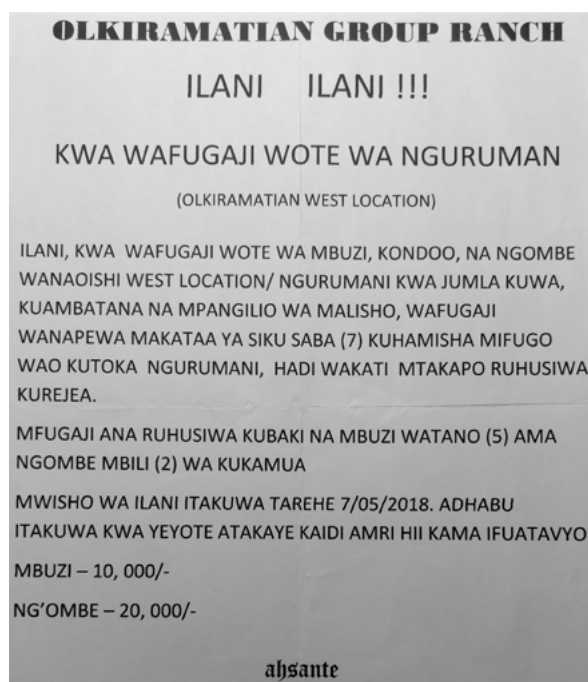 OLKIRAMATIAN GROUP RANCH
ILANI ILANI !!!
KWA WAFUGAJI WOTE WA NGURUMAN
(OLKIRAMATIAN WEST LOCATION)
ILANI, KWA WAFUGAJI WOTE WA MBUZI, KONDOO, NA NGOMBE
WANAOISHI WEST LOCATION/ NGURUMANI KWA JUMLA KUWA,
KUAMBATANA NA MPANGILIO WA MALISHO, WAFUGAJI
WANAPEWA MAKATAA YA SIKU SABA (7) KUHAMISHA MIFUGO
WAO KUTOKA NGURUMANI, HADI WAKATI MTAKAPO RUHUSIWA
KUREJEA.
MFUGAJI ANA RUHUSIWA KUBAKI NA MBUZI WATANO (5) AMA
NGOMBE MBILI (2) WA KUKAMUA
MWISHO WA ILANI ITAKUWA TAREHE 7/05/2018. ADHABU
ITAKUWA KWA YEYOTE ATAKAYE KAIDI AMRI HII KAMA IFUATAVYO
MBUZI – 10, 000/-
NG'OMBE – 20, 000/-
ahsante